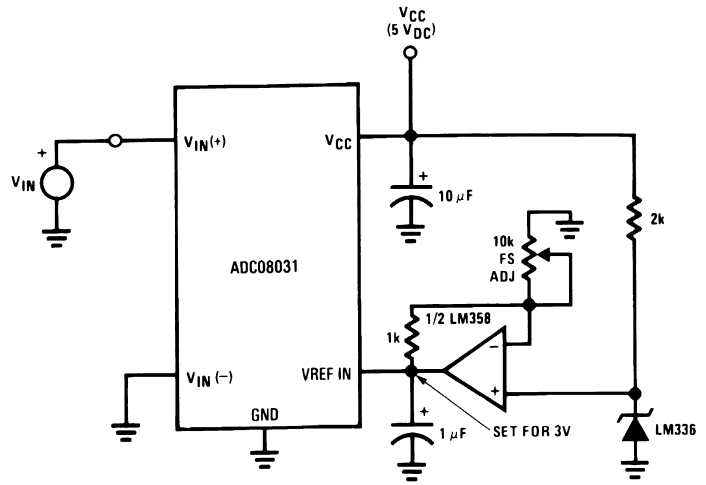 VCC
(5 VDC)
VIN(+)
VCC
+
VIN
+
10 µF
2k
10k
FS
ADJ
ADC08031
1/2 LM358
1k
−
VIN(−)
VREF IN
+
GND
+
1 µF
SET FOR 3V
LM336